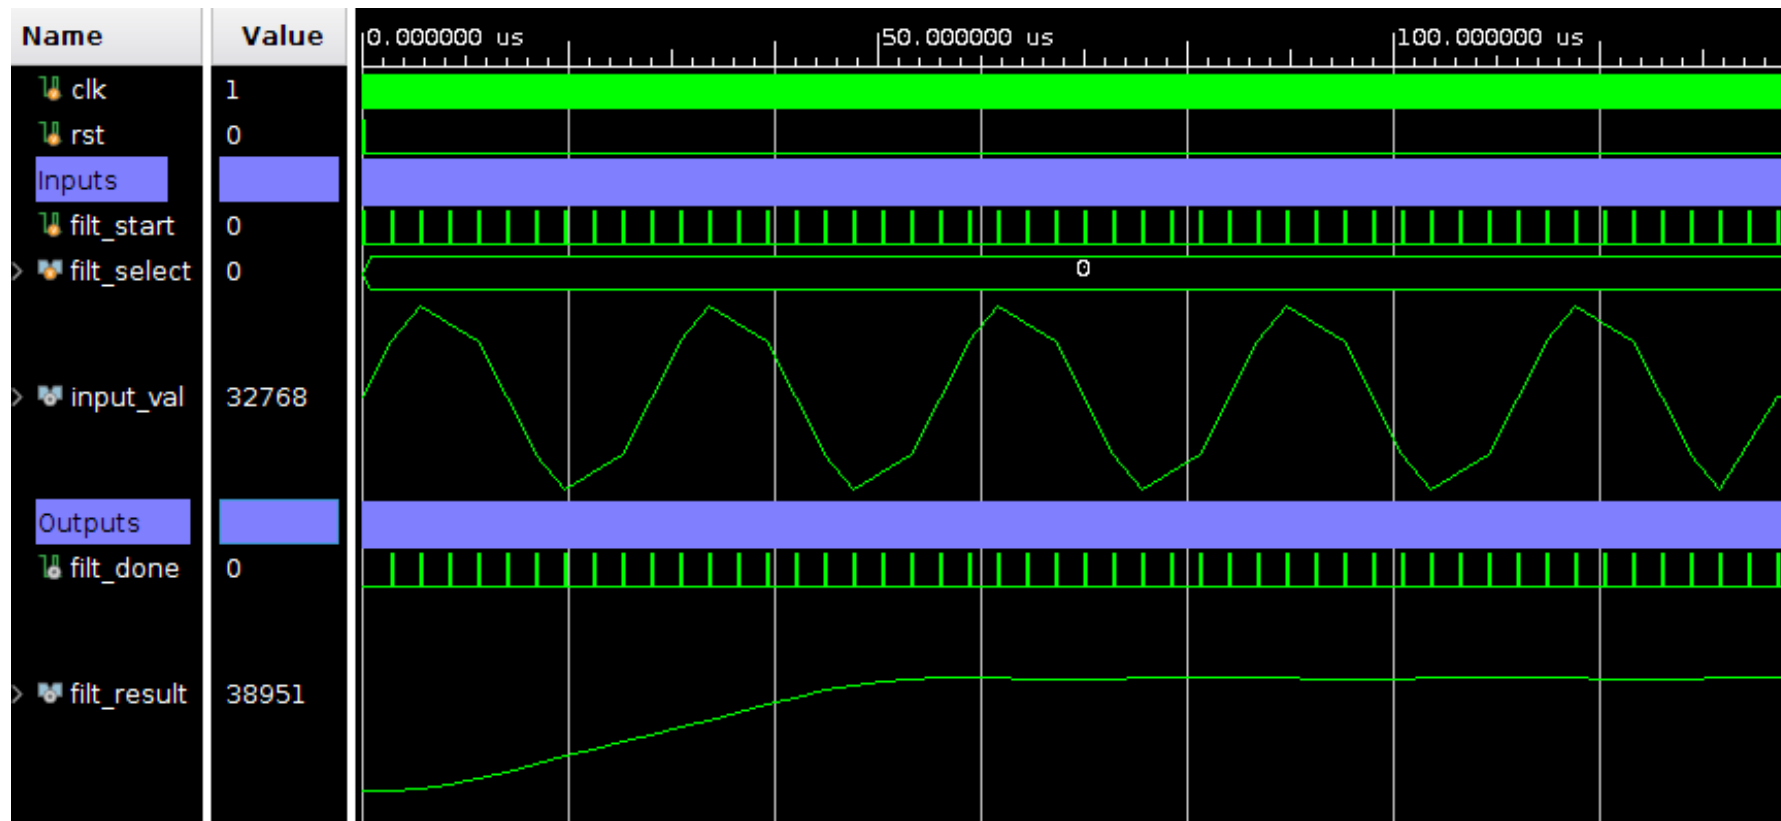 Name Value 0.000000 us 50.000000 us 100.000000 us
clk 1
rst 0
Inputs
filt_start 0
filt_select 0 0
input_val 32768
Outputs
filt_done 0
filt_result 38951